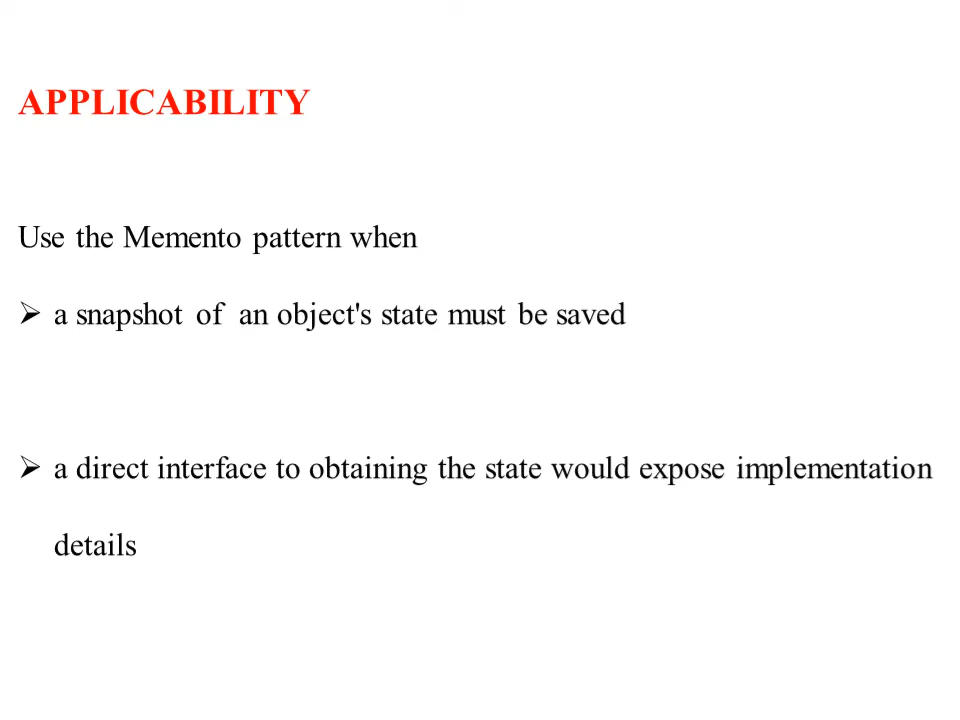 APPLICABILITY
Use the Memento pattern when
➢ a snapshot of an object's state must be saved
➢ a direct interface to obtaining the state would expose implementation
details